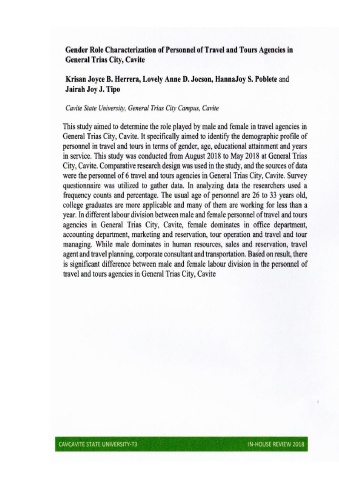 Gender Role Characterization of Personnel of Travel and Tours Agencies in
General Trias City, Cavite
Krisan Joyce B. Herrera, Lovely Anne D. Jocson, HannaJoy S. Poblete and
Jairah Joy J. Tipo
Cavite State University, General Trias City Campus, Cavite
This study aimed to determine the role played by male and female in travel agencies in
General Trias City, Cavite. It specifically aimed to identify the demographic profile of
personnel in travel and tours in terms of gender, age, educational attainment and years
in service. This study was conducted from August 2018 to May 2018 at General Trias
City, Cavite. Comparative research design was used in the study, and the sources of data
were the personnel of 6 travel and tours agencies in General Trias City, Cavite. Survey
questionnaire was utilized to gather data. In analyzing data the researchers used a
frequency counts and percentage. The usual age of personnel are 26 to 33 years old,
college graduates are more applicable and many of them are working for less than a
year. In different labour division between male and female personnel of travel and tours
agencies in General Trias City, Cavite, female dominates in office department,
accounting department, marketing and reservation, tour operation and travel and tour
managing. While male dominates in human resources, sales and reservation, travel
agent and travel planning, corporate consultant and transportation. Based on result, there
is significant difference between male and female labour division in the personnel of
travel and tours agencies in General Trias City, Cavite
CAVCAVITE STATE UNIVERSITY-T3 IN-HOUSE REVIEW 2018